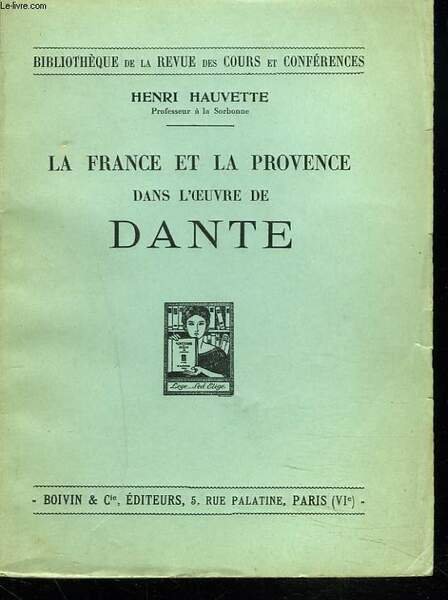 Le-livre.com
BIBLIOTHÈQUE DE LA REVUE DES COURS ET CONFÉRENCES
HENRI HAUVETTE
Professeur à la Sorbonne
LA FRANCE ET LA PROVENCE
DANS L'ŒUVRE DE
DANTE
Lege..Sed Elige.
- BOIVIN & Cie, ÉDITEURS, 5, RUE PALATINE, PARIS (VIe) -